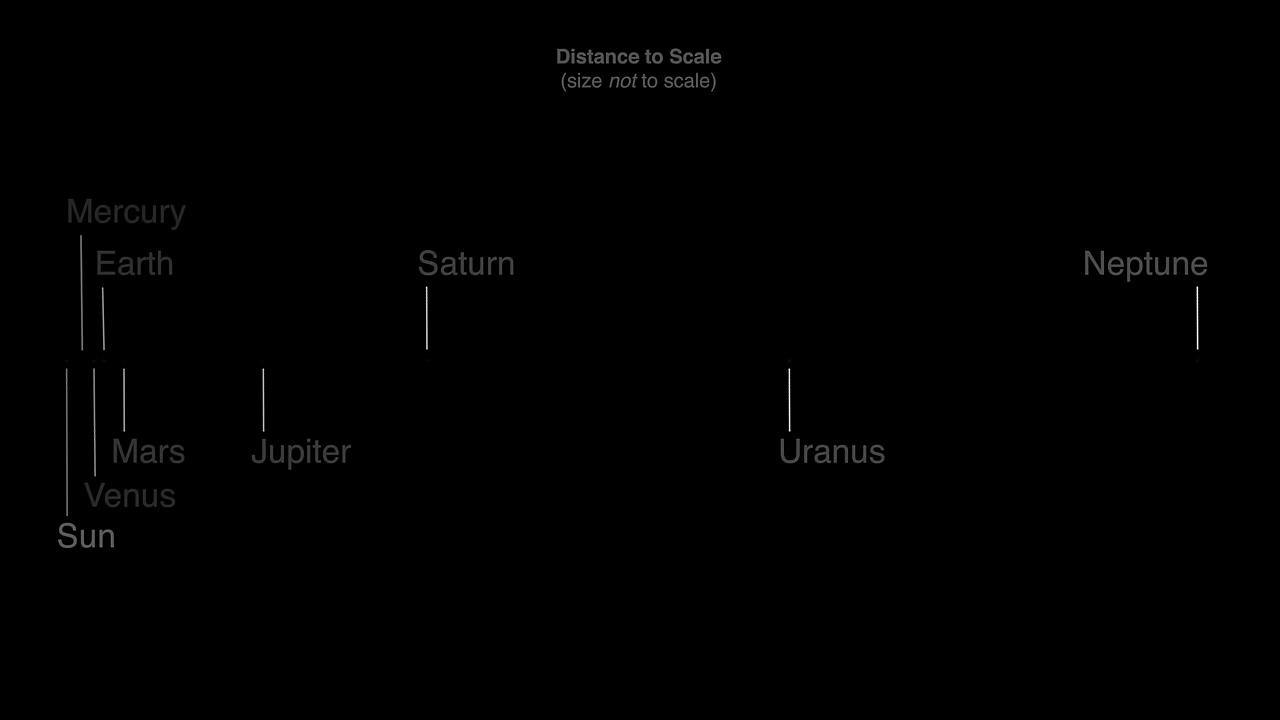 Distance to Scale
(size not to scale)
Mercury
Earth
Saturn
Neptune
Mars
Jupiter
Uranus
Venus
Sun